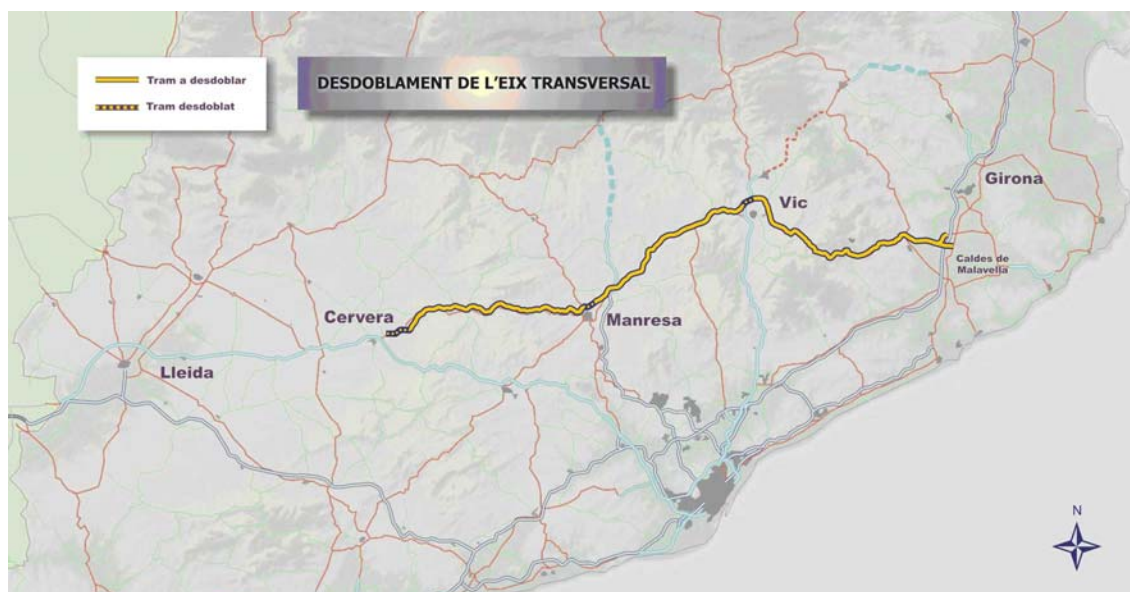 Tram a desdoblar
Tram desdoblat
DESDOBLAMENT DE L'EIX TRANSVERSAL
Girona
Vic
Caldes de
Malavella
Cervera
Manresa
Lleida
N